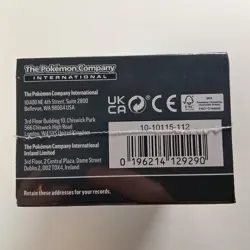 The Pokémon Company
INTERNATIONAL
The Pokémon Company International
10400 NE 4th Street, Suite 2800
Bellevue, WA 98004 USA
3rd Floor Building 10, Chiswick Park
566 Chiswick High Road
London, W4 5XS United Kingdom
The Pokémon Company International
Ireland Limited
3rd Floor, 2 Central Plaza, Dame Street
Dublin 2, D02 T0X4, Ireland
Retain these addresses for your records.
UK
CA
CE
MIX
FSC
10-10115-112
0 196214 129290